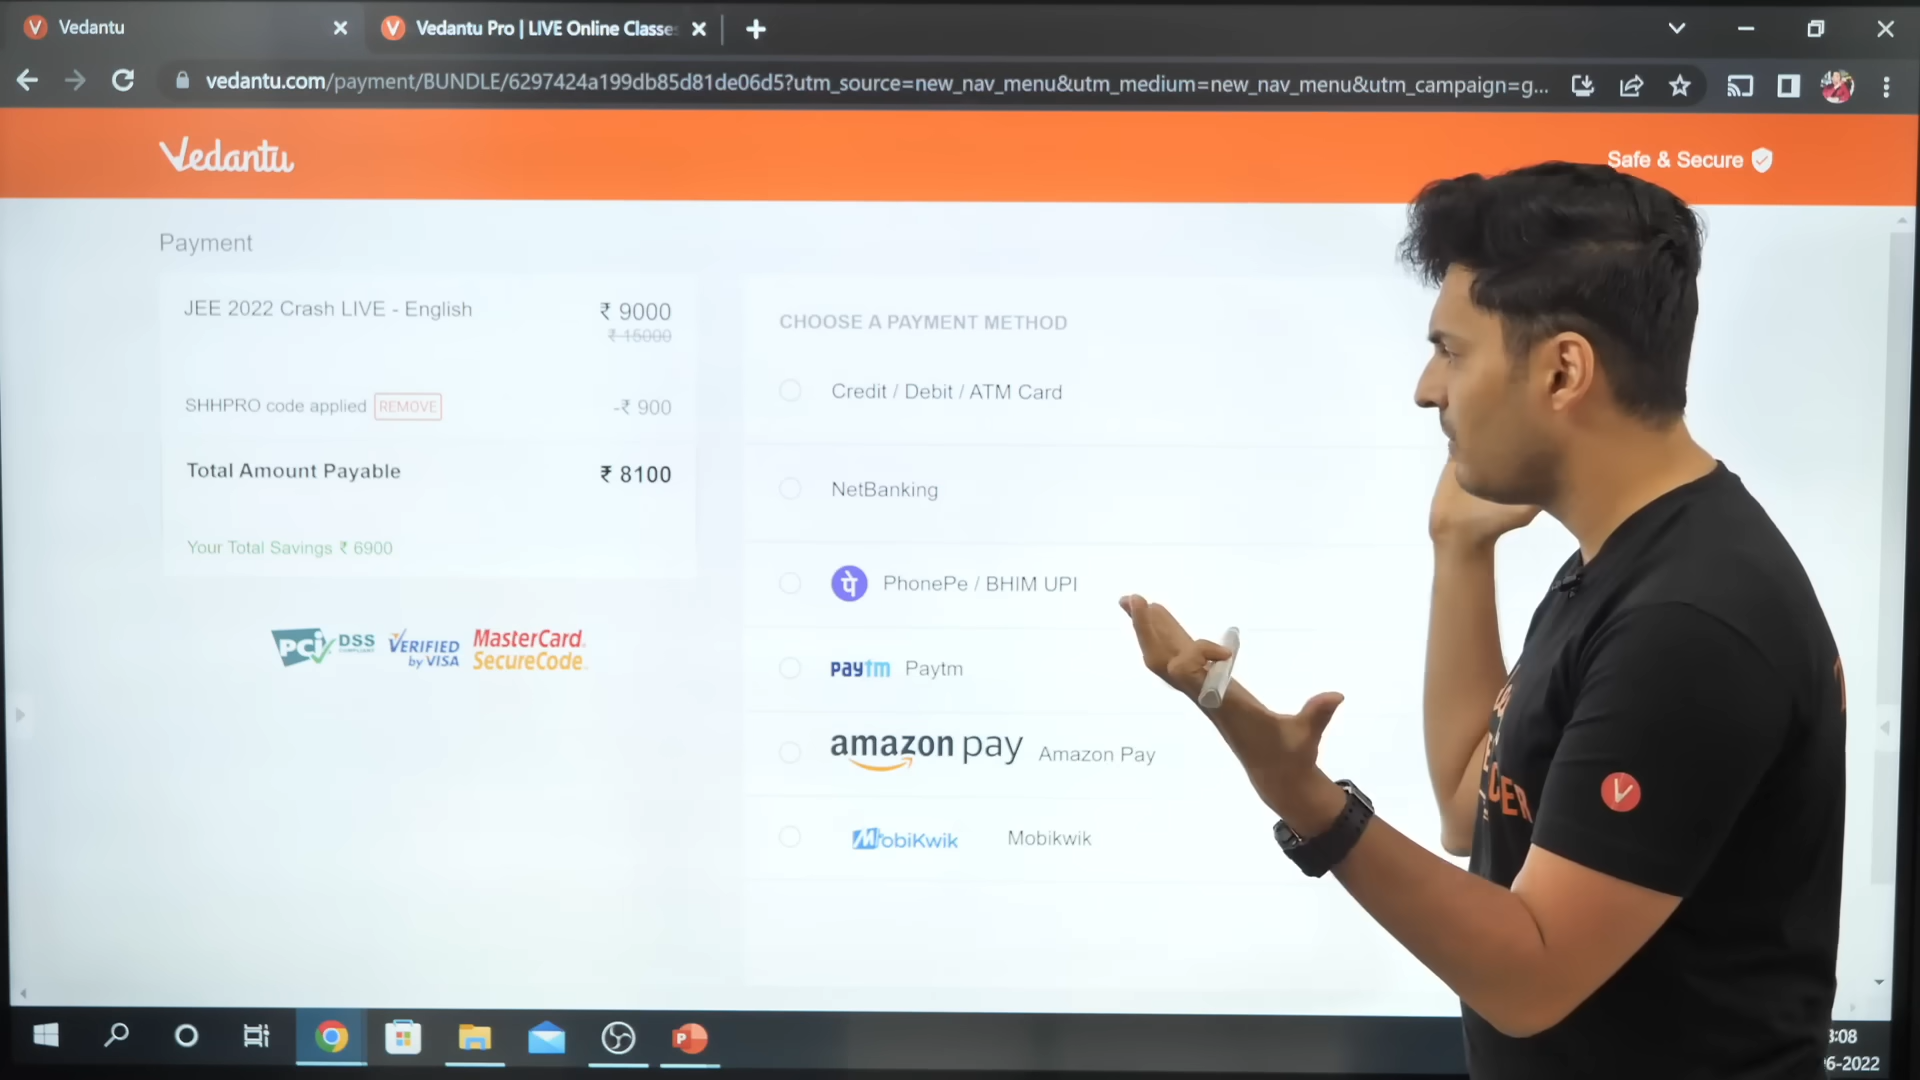 Vedantu
Vedantu Pro | LIVE Online Classe
vedantu.com/payment/BUNDLE/6297424a199db85d81de06d5?utm_source=new_nav_menu&utm_medium=new_nav_menu&utm_campaign=g...
Vedantu
Safe & Secure
Payment
JEE 2022 Crash LIVE - English
₹ 9000
₹ 15000
SHHPRO code applied REMOVE
-₹ 900
Total Amount Payable
₹ 8100
Your Total Savings ₹ 6900
PCI DSS
COMPLIANT
VERIFIED
by VISA
MasterCard.
SecureCode.
CHOOSE A PAYMENT METHOD
Credit / Debit / ATM Card
NetBanking
पे PhonePe / BHIM UPI
paytm Paytm
amazon pay Amazon Pay
MobiKwik Mobikwik
CER
3:08
6-2022